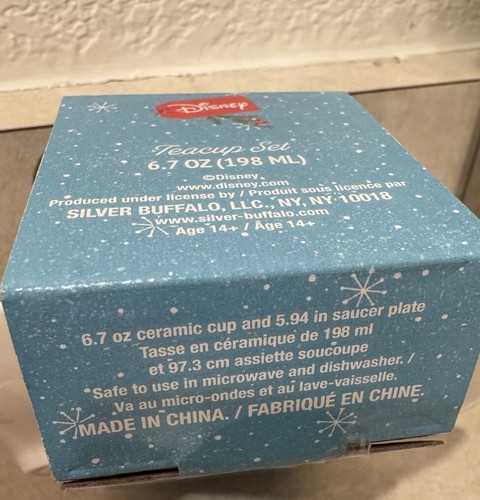 Disney
Teacup Set
6.7 OZ (198 ML)
©Disney
www.disney.com
Produced under license by / Produit sous licence par
SILVER BUFFALO, LLC., NY, NY 10018
www.silver-buffalo.com
Age 14+ / Âge 14+
6.7 oz ceramic cup and 5.94 in saucer plate
Tasse en céramique de 198 ml
et 97.3 cm assiette soucoupe
Safe to use in microwave and dishwasher. /
Va au micro-ondes et au lave-vaisselle.
MADE IN CHINA. / FABRIQUÉ EN CHINE.